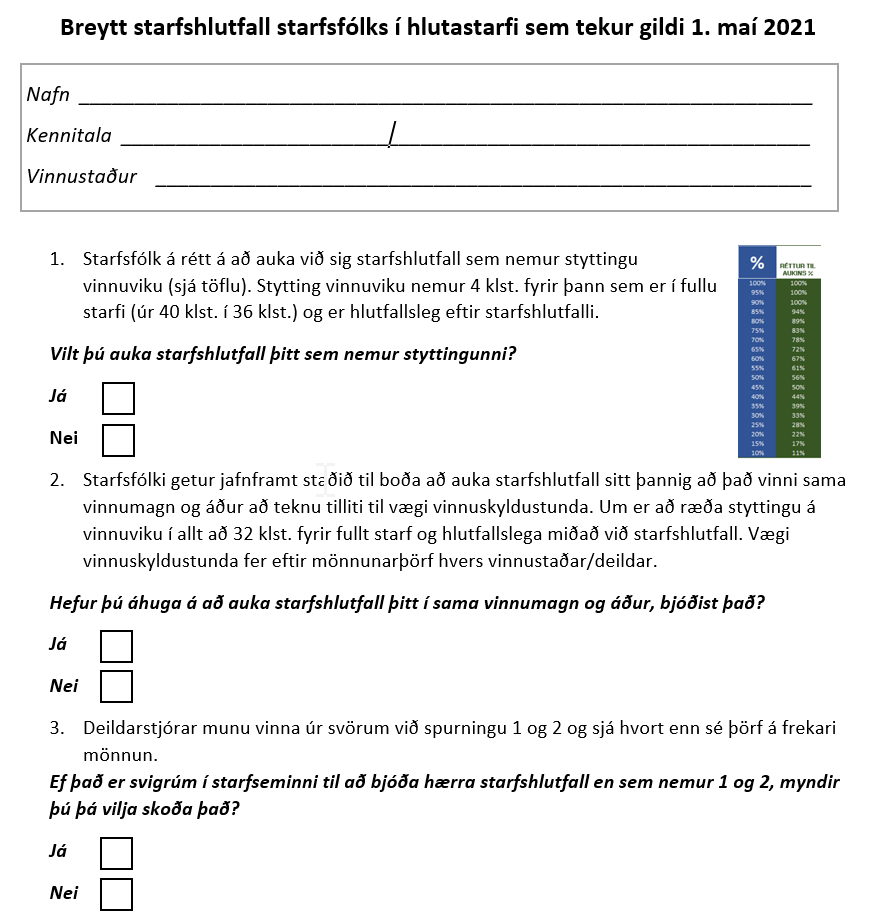 Breytt starfshlutfall starfsfólks í hlutastarfi sem tekur gildi 1. maí 2021
Nafn
Kennitala /
Vinnustaður
1. Starfsfólk á rétt á að auka við sig starfshlutfall sem nemur styttingu
vinnuviku (sjá töflu). Stytting vinnuviku nemur 4 klst. fyrir þann sem er í fullu
starfi (úr 40 klst. í 36 klst.) og er hlutfallsleg eftir starfshlutfalli.
Vilt þú auka starfshlutfall þitt sem nemur styttingunni?
Já
Nei
% RÉTTUR TIL
AUKINS %
100% 100%
95% 100%
90% 100%
85% 94%
80% 89%
75% 83%
70% 78%
65% 72%
60% 67%
55% 61%
50% 56%
45% 50%
40% 44%
35% 39%
30% 33%
25% 28%
20% 22%
15% 17%
10% 11%
2. Starfsfólki getur jafnframt staðið til boða að auka starfshlutfall sitt þannig að það vinni sama
vinnumagn og áður að teknu tilliti til vægi vinnuskyldustunda. Um er að ræða styttingu á
vinnuviku í allt að 32 klst. fyrir fullt starf og hlutfallslega miðað við starfshlutfall. Vægi
vinnuskyldustunda fer eftir mönnunarþörf hvers vinnustaðar/deildar.
Hefur þú áhuga á að auka starfshlutfall þitt í sama vinnumagn og áður, bjóðist það?
Já
Nei
3. Deildarstjórar munu vinna úr svörum við spurningu 1 og 2 og sjá hvort enn sé þörf á frekari
mönnun.
Ef það er svigrúm í starfseminni til að bjóða hærra starfshlutfall en sem nemur 1 og 2, myndir
þú þá vilja skoða það?
Já
Nei